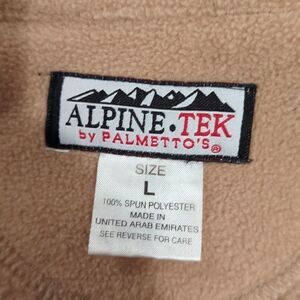 ALPINE•TEK
by PALMETTO'S®
SIZE
L
100% SPUN POLYESTER
MADE IN
UNITED ARAB EMIRATES
SEE REVERSE FOR CARE